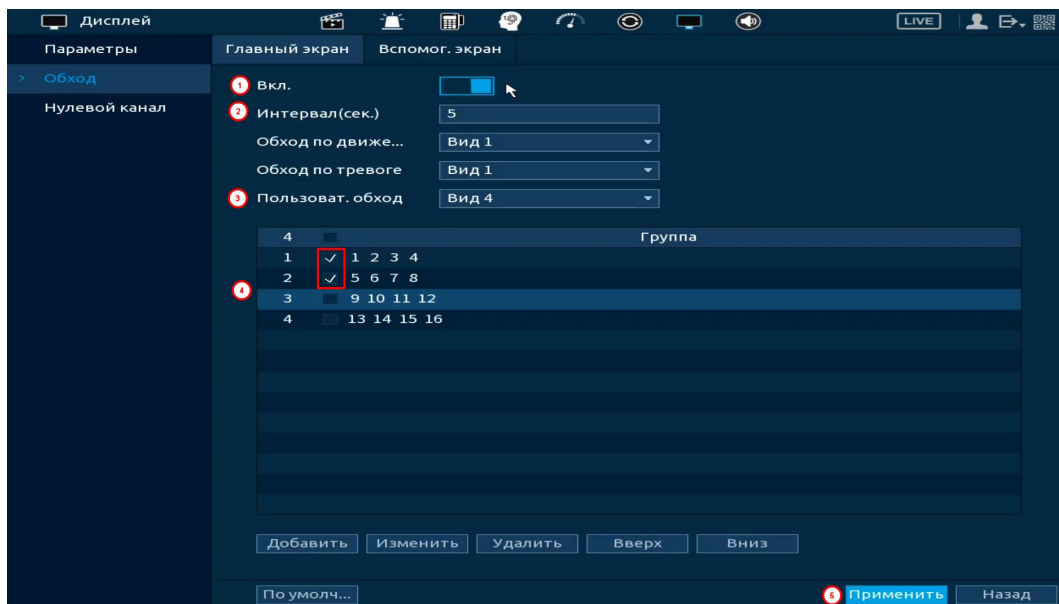 Дисплей LIVE
Параметры
Обход
Нулевой канал
Главный экран Вспомог. экран
1 Вкл.
2 Интервал(сек.) 5
Обход по движе... Вид 1
Обход по тревоге Вид 1
3 Пользоват. обход Вид 4
4 Группа
1 1 2 3 4
2 5 6 7 8
4
3 9 10 11 12
4 13 14 15 16
Добавить Изменить Удалить Вверх Вниз
По умолч... 5 Применить Назад